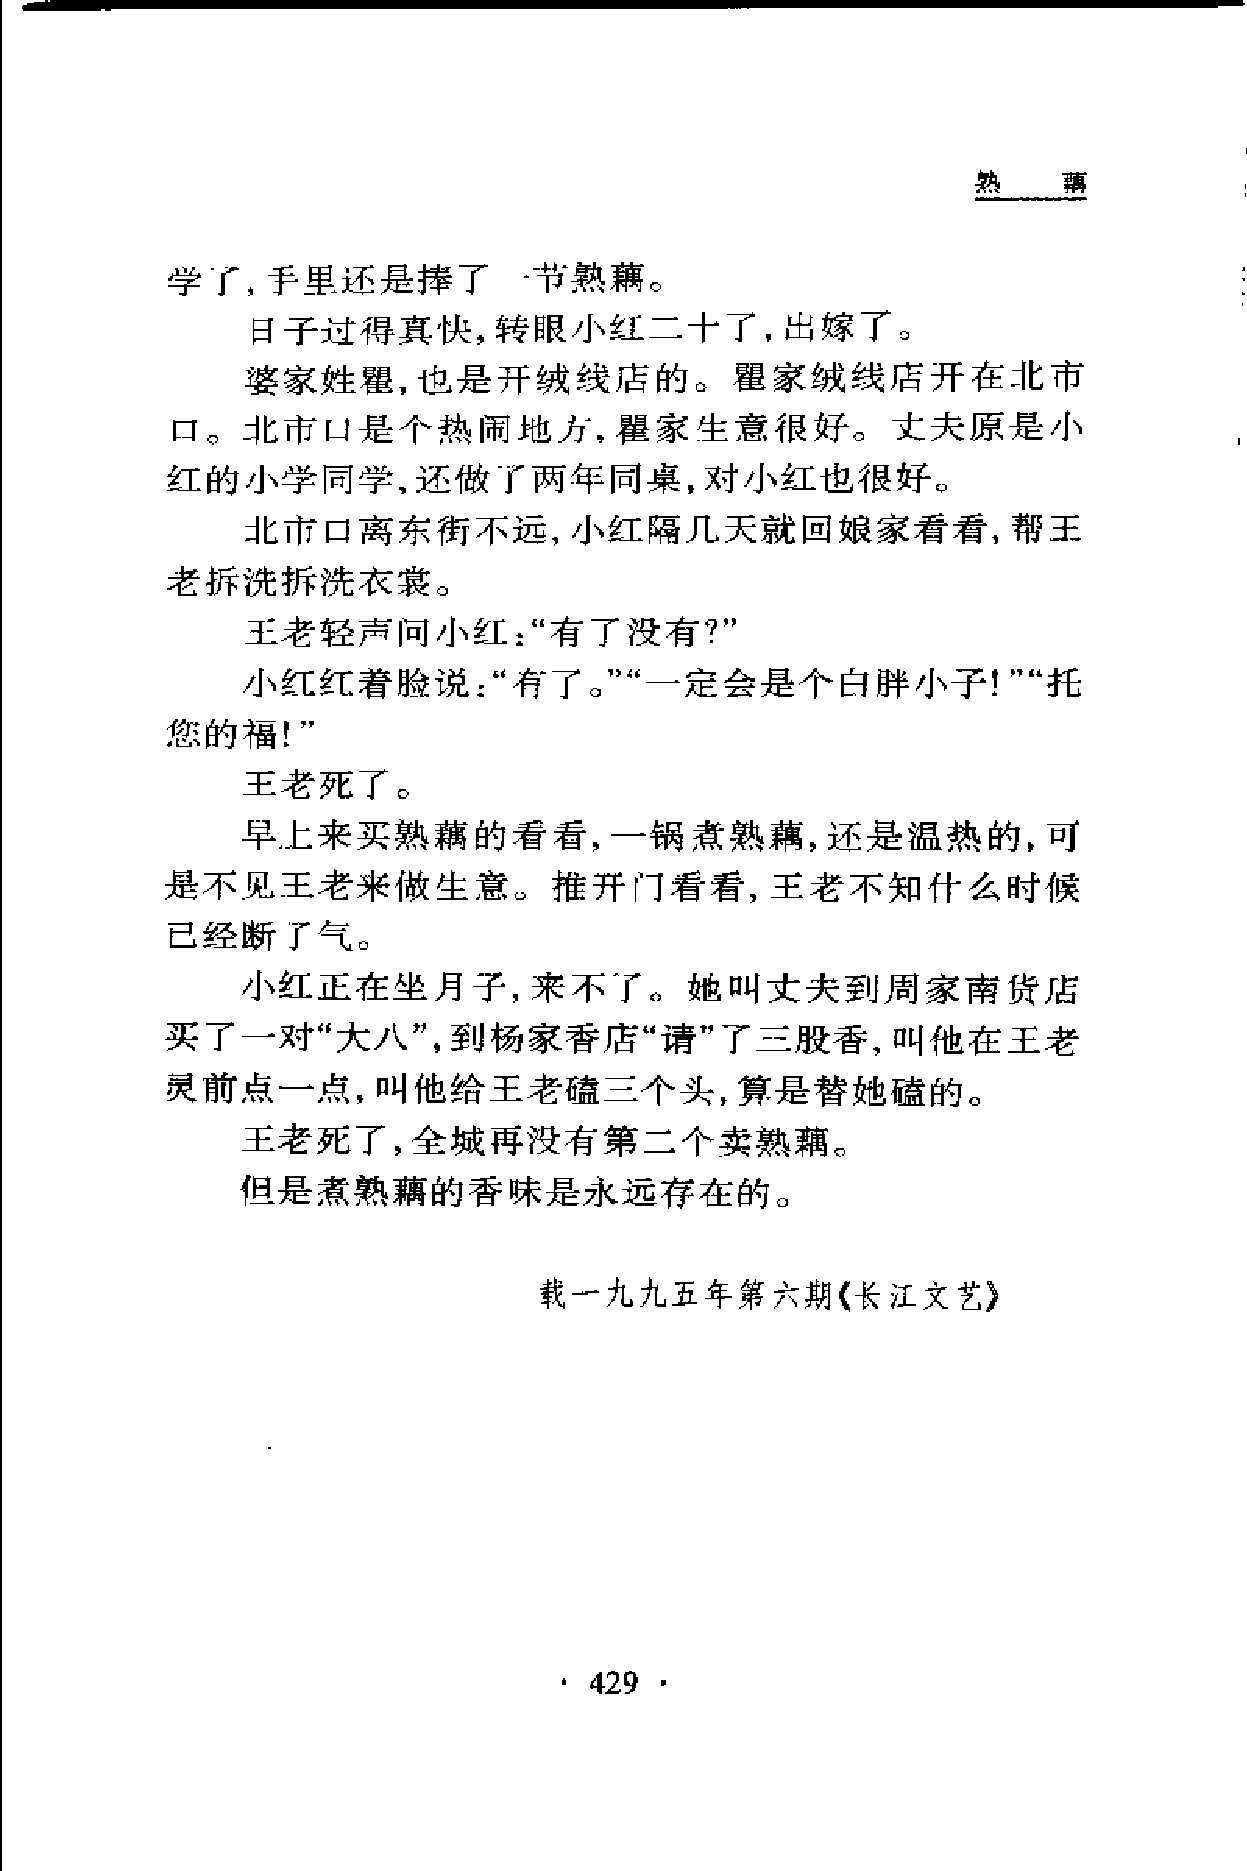 熟 藕
学了,手里还是捧了一节熟藕。
日子过得真快,转眼小红二十了,出嫁了。
婆家姓瞿,也是开绒线店的。瞿家绒线店开在北市
口。北市口是个热闹地方,瞿家生意很好。丈夫原是小
红的小学同学,还做了两年同桌,对小红也很好。
北市口离东街不远,小红隔几天就回娘家看看,帮王
老拆洗拆洗衣裳。
王老轻声问小红:“有了没有?”
小红红着脸说:“有了。”“一定会是个白胖小子!”“托
您的福!”
王老死了。
早上来买熟藕的看看,一锅煮熟藕,还是温热的,可
是不见王老来做生意。推开门看看,王老不知什么时候
已经断了气。
小红正在坐月子,来不了。她叫丈夫到周家南货店
买了一对“大八”,到杨家香店“请”了三股香,叫他在王老
灵前点一点,叫他给王老磕三个头,算是替她磕的。
王老死了,全城再没有第二个卖熟藕。
但是煮熟藕的香味是永远存在的。
载一九九五年第六期《长江文艺》
· 429 ·